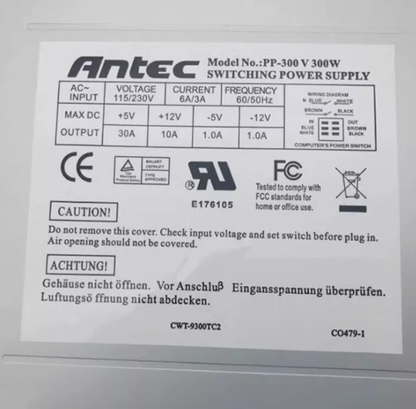 Antec Model No.:PP-300 V 300W
SWITCHING POWER SUPPLY
AC~ INPUT VOLTAGE 115/230V CURRENT 6A/3A FREQUENCY 60/50Hz
MAX DC +5V +12V -5V -12V
OUTPUT 30A 10A 1.0A 1.0A
WIRING DIAGRAM
N BLUE WHITE
BROWN BLACK
IN OUT
BLUE BROWN
WHITE BLACK
COMPUTER'S POWER SWITCH
CE
BAUART GEPRÜFT
TYPE APPROVED
® UR
E176105
FC
Tested to comply with
FCC standards for
home or office use.
CAUTION!
Do not remove this cover. Check input voltage and set switch before plug in.
Air opening should not be covered.
ACHTUNG!
Gehäuse nicht öffnen. Vor Anschluß Eingansspannung überprüfen.
Luftungsö ffnung nicht abdecken.
CWT-9300TC2 CO479-1